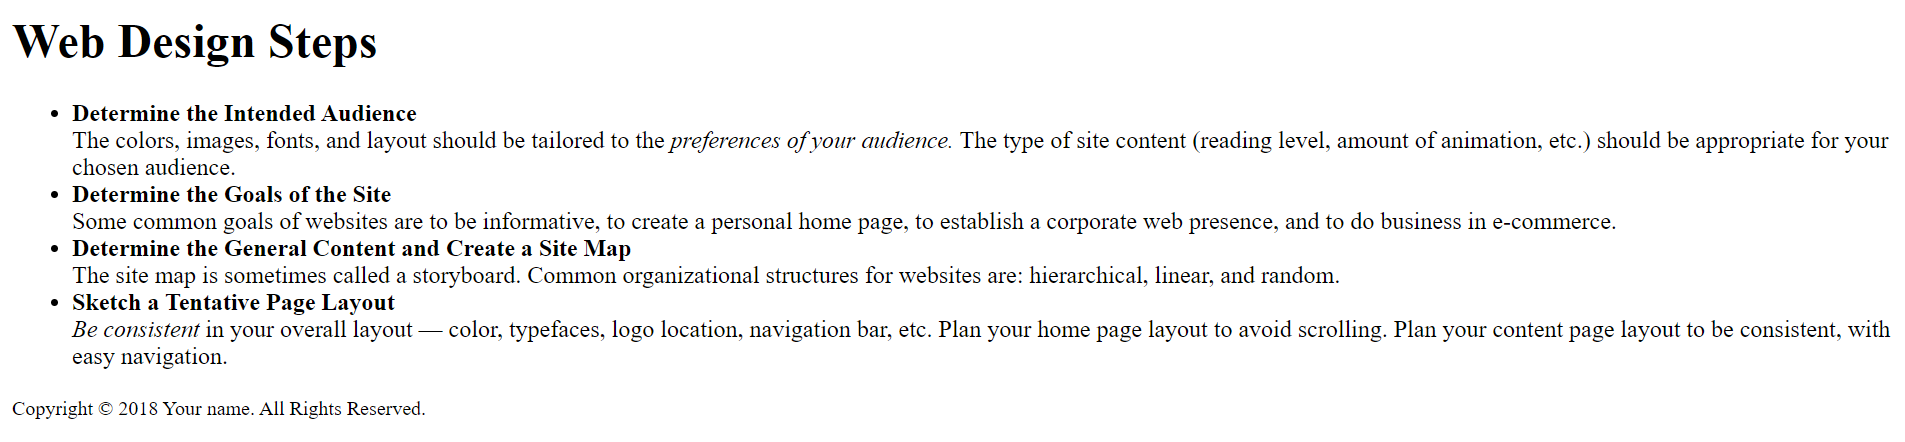 Web Design Steps
• Determine the Intended Audience
The colors, images, fonts, and layout should be tailored to the preferences of your audience. The type of site content (reading level, amount of animation, etc.) should be appropriate for your
chosen audience.
• Determine the Goals of the Site
Some common goals of websites are to be informative, to create a personal home page, to establish a corporate web presence, and to do business in e-commerce.
• Determine the General Content and Create a Site Map
The site map is sometimes called a storyboard. Common organizational structures for websites are: hierarchical, linear, and random.
• Sketch a Tentative Page Layout
Be consistent in your overall layout — color, typefaces, logo location, navigation bar, etc. Plan your home page layout to avoid scrolling. Plan your content page layout to be consistent, with
easy navigation.
Copyright © 2018 Your name. All Rights Reserved.